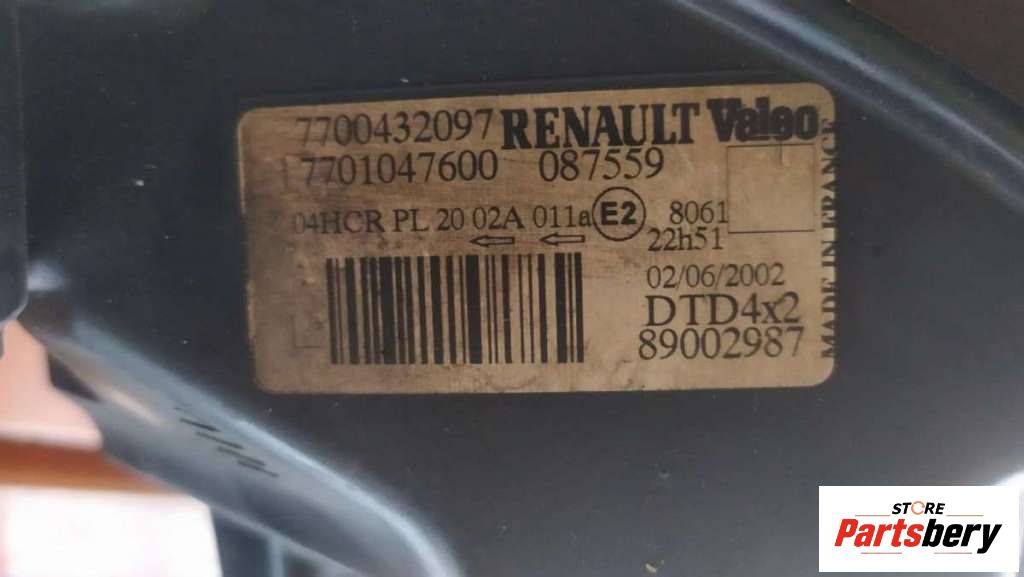 7700432097 RENAULT Valeo
7701047600 087559
04HCR PL 20 02A 011a E2 8061
22h51
02/06/2002
DTD4x2
89002987
MADE IN FRANCE
STORE
Partsbery